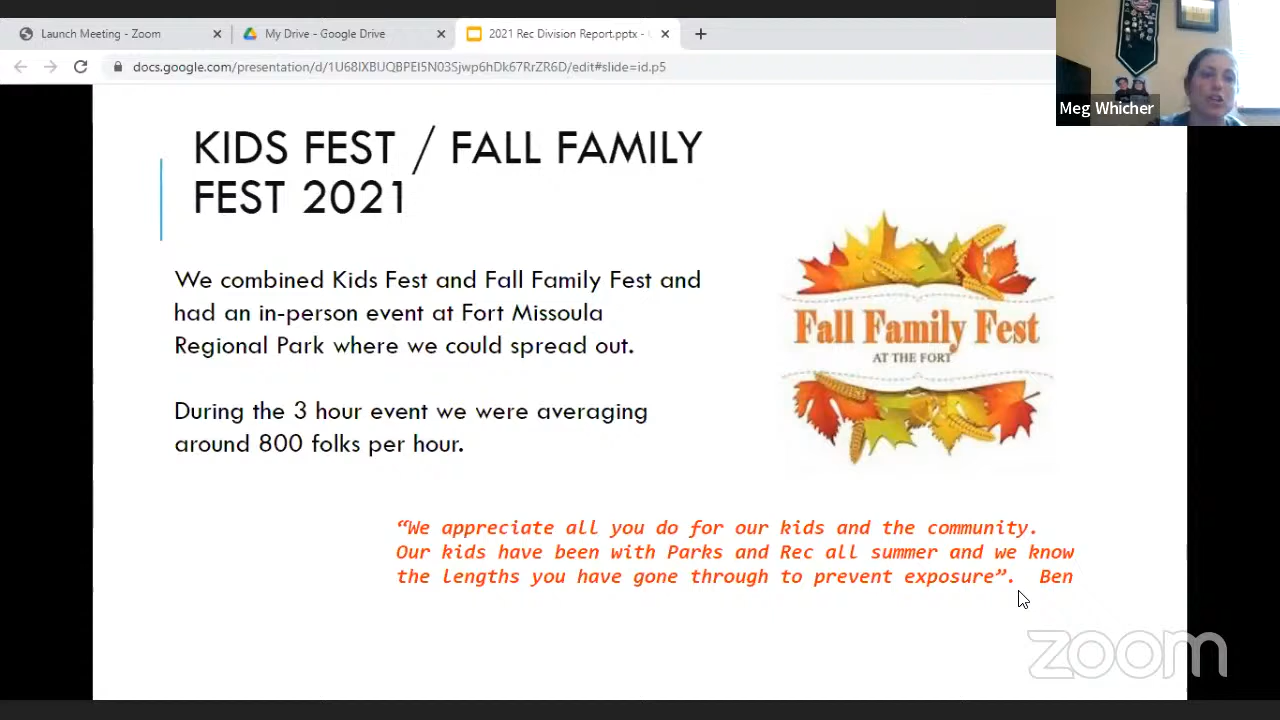 Launch Meeting - Zoom
My Drive - Google Drive
2021 Rec Division Report.pptx -
docs.google.com/presentation/d/1U68IXBUQBPEI5N03Sjwp6hDk67RrZR6D/edit#slide=id.p5
Meg Whicher
KIDS FEST / FALL FAMILY
FEST 2021
We combined Kids Fest and Fall Family Fest and
had an in-person event at Fort Missoula
Regional Park where we could spread out.
During the 3 hour event we were averaging
around 800 folks per hour.
Fall Family Fest
AT THE FORT
“We appreciate all you do for our kids and the community.
Our kids have been with Parks and Rec all summer and we know
the lengths you have gone through to prevent exposure”.  Ben
zoom